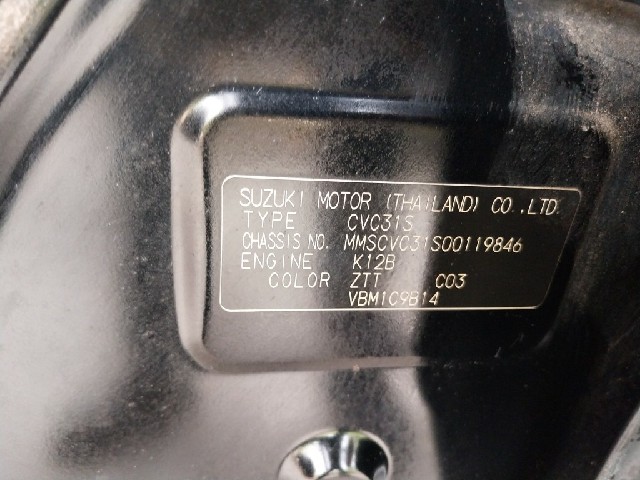 SUZUKI MOTOR (THAILAND) CO.,LTD.
TYPE CVC31S
CHASSIS NO. MMSCVC31S00119846
ENGINE K12B
COLOR ZTT C03
VBM1C9B14